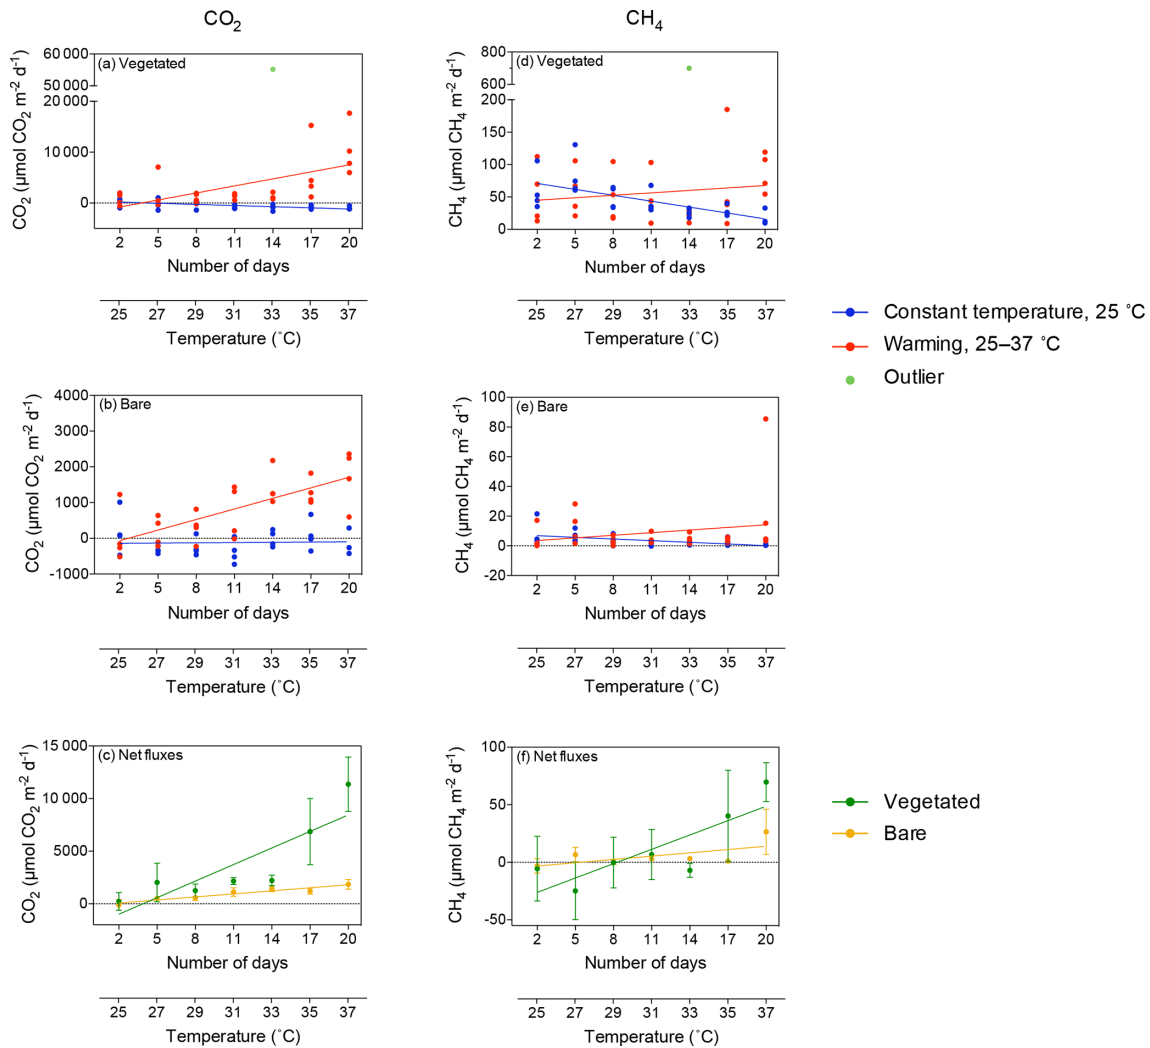 CO2
CH4
(a) Vegetated
CO2 (µmol CO2 m-2 d-1)
60 000
50 000
20 000
10 000
0
2 5 8 11 14 17 20
Number of days
25 27 29 31 33 35 37
Temperature (˚C)
(d) Vegetated
CH4 (µmol CH4 m-2 d-1)
800
600
200
150
100
50
0
2 5 8 11 14 17 20
Number of days
25 27 29 31 33 35 37
Temperature (˚C)
Constant temperature, 25 ˚C
Warming, 25–37 ˚C
Outlier
(b) Bare
CO2 (µmol CO2 m-2 d-1)
4000
3000
2000
1000
0
-1000
2 5 8 11 14 17 20
Number of days
25 27 29 31 33 35 37
Temperature (˚C)
(e) Bare
CH4 (µmol CH4 m-2 d-1)
100
80
60
40
20
0
-20
2 5 8 11 14 17 20
Number of days
25 27 29 31 33 35 37
Temperature (˚C)
(c) Net fluxes
CO2 (µmol CO2 m-2 d-1)
15 000
10 000
5000
0
2 5 8 11 14 17 20
Number of days
25 27 29 31 33 35 37
Temperature (˚C)
(f) Net fluxes
CH4 (µmol CH4 m-2 d-1)
100
50
0
-50
2 5 8 11 14 17 20
Number of days
25 27 29 31 33 35 37
Temperature (˚C)
Vegetated
Bare